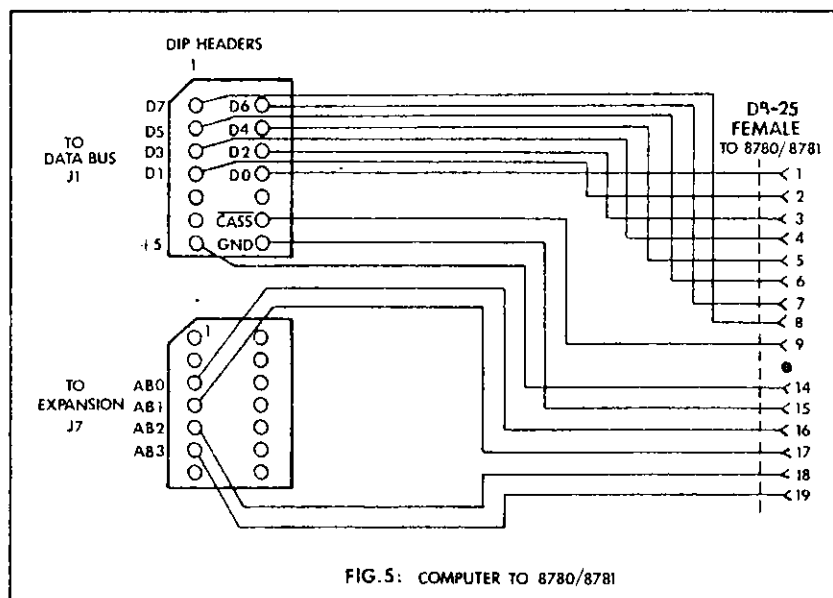 DIP HEADERS
1
D7 D6
D5 D4
D3 D2
D1 D0
CASS
+5 GND
TO
DATA BUS
J1
DB-25
FEMALE
TO 8780/8781
1
2
3
4
5
6
7
8
9
14
15
16
17
18
19
1
AB0
AB1
AB2
AB3
TO
EXPANSION
J7
FIG.5: COMPUTER TO 8780/8781